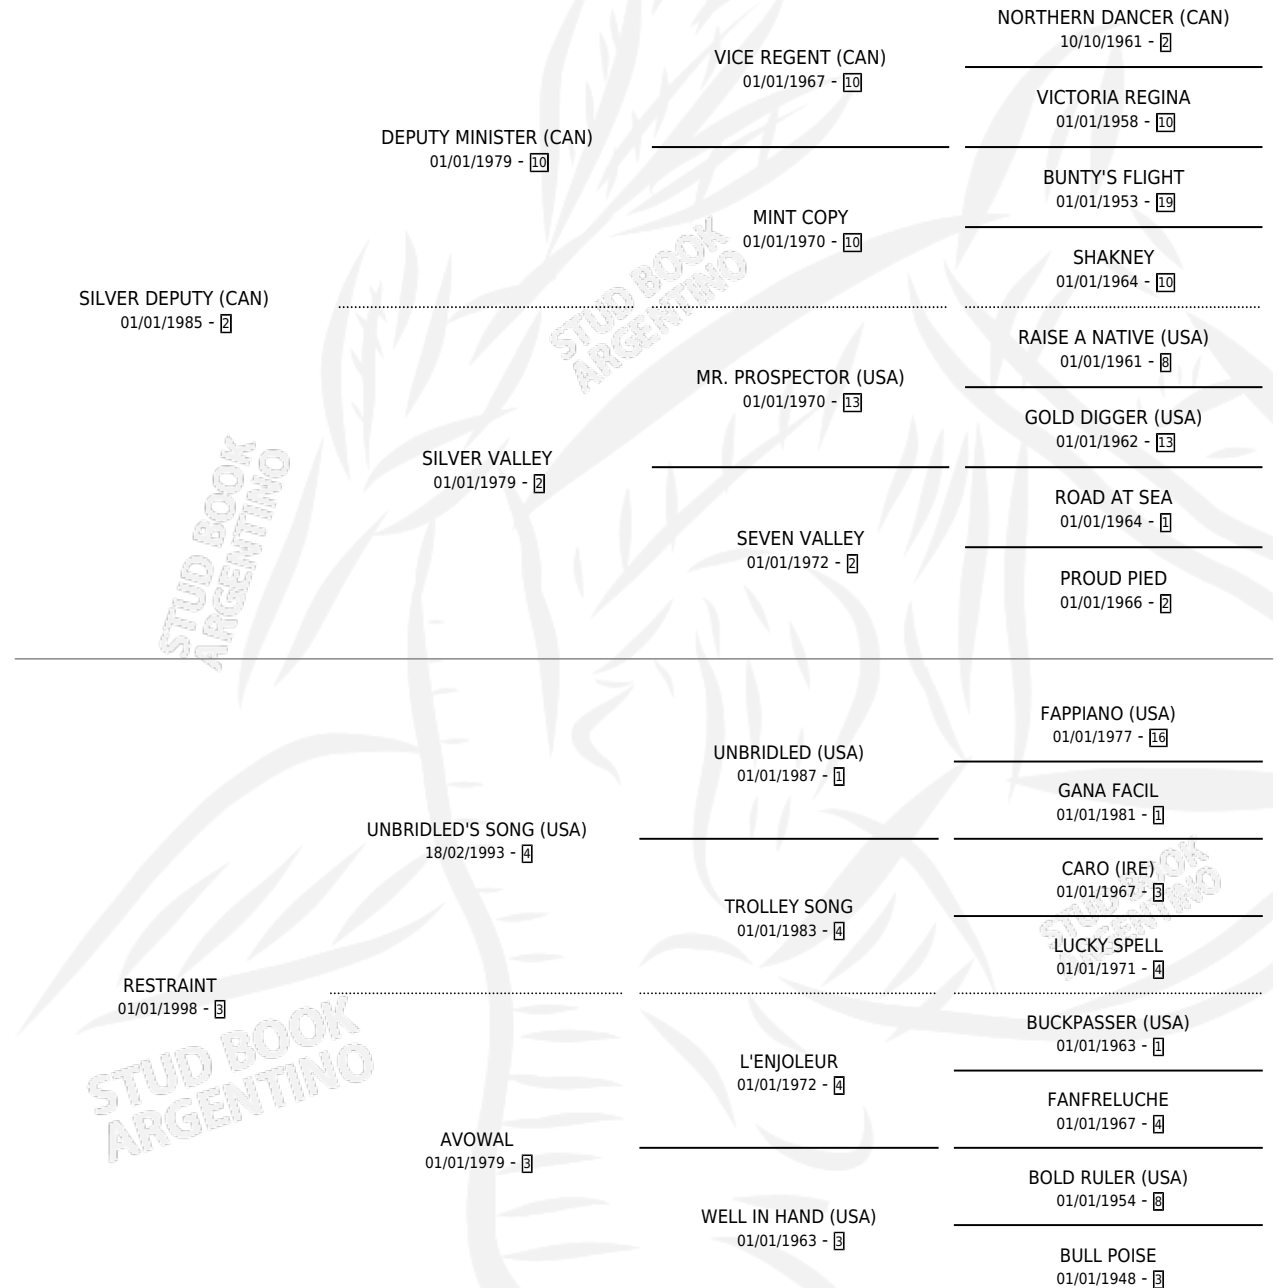 NORTHERN DANCER (CAN)
10/10/1961 - 2
VICE REGENT (CAN)
01/01/1967 - 10
VICTORIA REGINA
01/01/1958 - 10
DEPUTY MINISTER (CAN)
01/01/1979 - 10
BUNTY'S FLIGHT
01/01/1953 - 19
MINT COPY
01/01/1970 - 10
SHAKNEY
01/01/1964 - 10
SILVER DEPUTY (CAN)
01/01/1985 - 2
RAISE A NATIVE (USA)
01/01/1961 - 8
MR. PROSPECTOR (USA)
01/01/1970 - 13
GOLD DIGGER (USA)
01/01/1962 - 13
SILVER VALLEY
01/01/1979 - 2
ROAD AT SEA
01/01/1964 - 1
SEVEN VALLEY
01/01/1972 - 2
PROUD PIED
01/01/1966 - 2
FAPPIANO (USA)
01/01/1977 - 16
UNBRIDLED (USA)
01/01/1987 - 1
GANA FACIL
01/01/1981 - 1
UNBRIDLED'S SONG (USA)
18/02/1993 - 4
CARO (IRE)
01/01/1967 - 3
TROLLEY SONG
01/01/1983 - 4
LUCKY SPELL
01/01/1971 - 4
RESTRAINT
01/01/1998 - 3
BUCKPASSER (USA)
01/01/1963 - 1
L'ENJOLEUR
01/01/1972 - 4
FANFRELUCHE
01/01/1967 - 4
AVOWAL
01/01/1979 - 3
BOLD RULER (USA)
01/01/1954 - 8
WELL IN HAND (USA)
01/01/1963 - 3
BULL POISE
01/01/1948 - 3
STUD BOOK
ARGENTINO
STUD BOOK
ARGENTINO
STUD BOOK
ARGENTINO
STUD BOOK
ARGENTINO